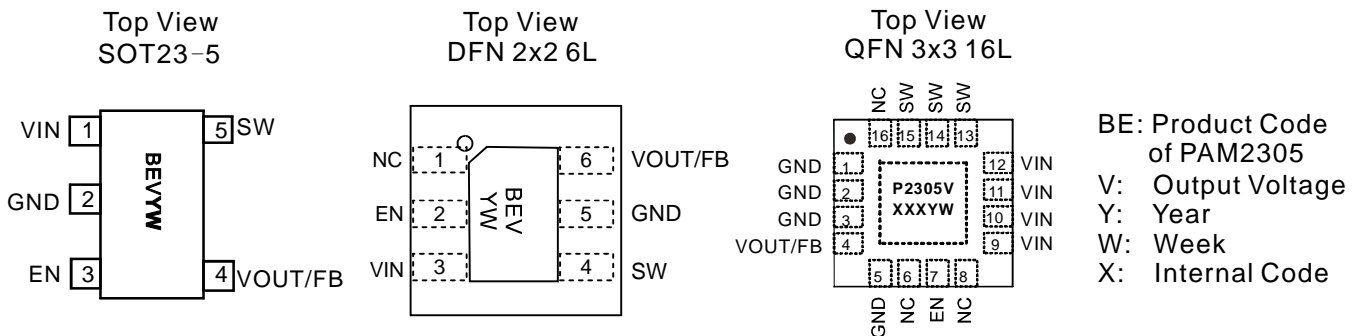 Top View
SOT23-5
VIN 1
5 SW
GND 2
EN 3
4 VOUT/FB
BEVYW
Top View
DFN 2x2 6L
NC 1
6 VOUT/FB
EN 2
5 GND
VIN 3
4 SW
BEV
YW
Top View
QFN 3x3 16L
NC SW SW SW
16 15 14 13
GND 1
12 VIN
GND 2
11 VIN
GND 3
10 VIN
VOUT/FB 4
9 VIN
P2305V
XXXYW
5 6 7 8
GND NC EN NC
BE: Product Code
of PAM2305
V: Output Voltage
Y: Year
W: Week
X: Internal Code